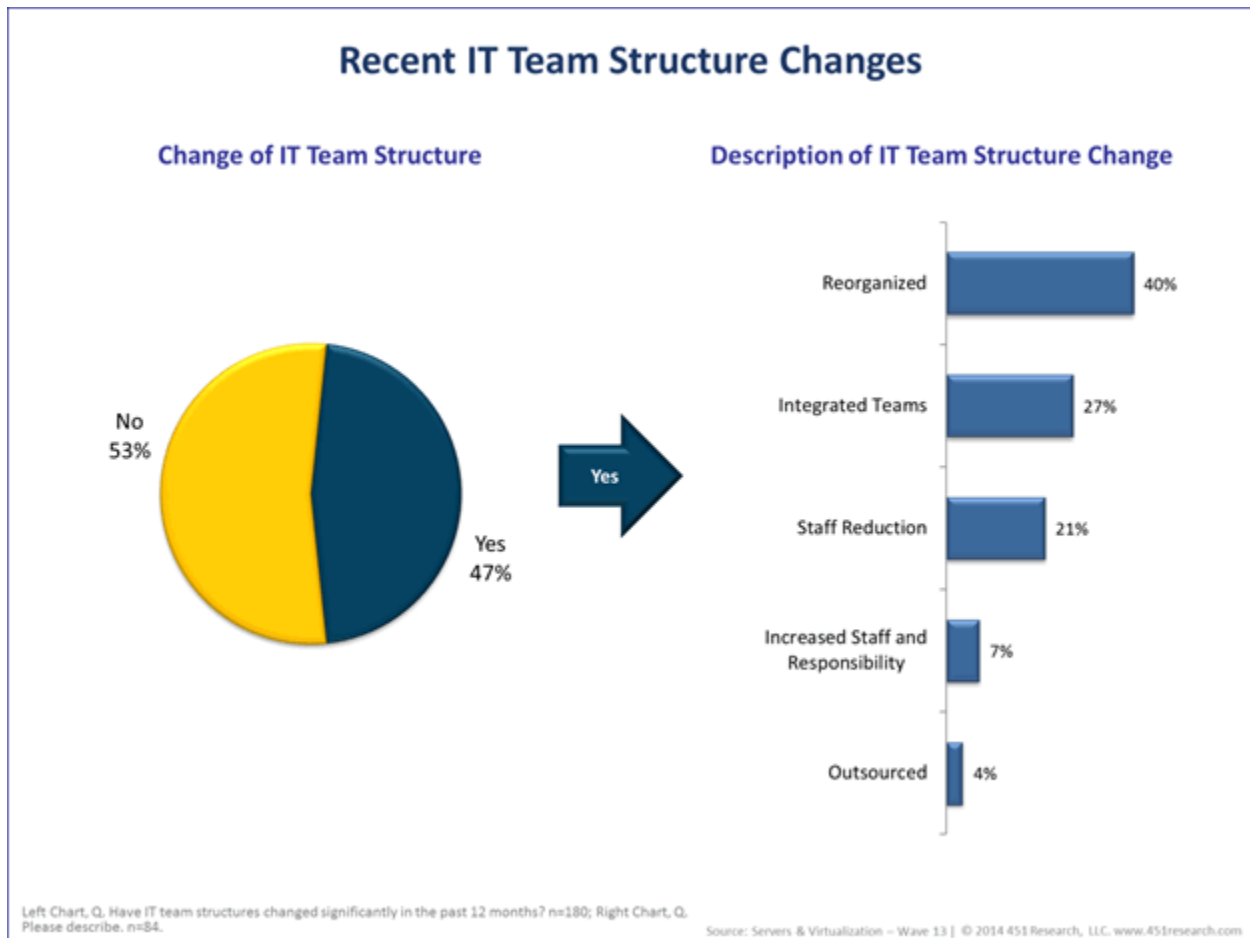 Recent IT Team Structure Changes
Change of IT Team Structure
No
53%
Yes
47%
Yes
Description of IT Team Structure Change
Reorganized
40%
Integrated Teams
27%
Staff Reduction
21%
Increased Staff and
Responsibility
7%
Outsourced
4%
Left Chart, Q. Have IT team structures changed significantly in the past 12 months? n=180; Right Chart, Q.
Please describe. n=84.
Source: Servers & Virtualization – Wave 13 | © 2014 451 Research, LLC. www.451research.com